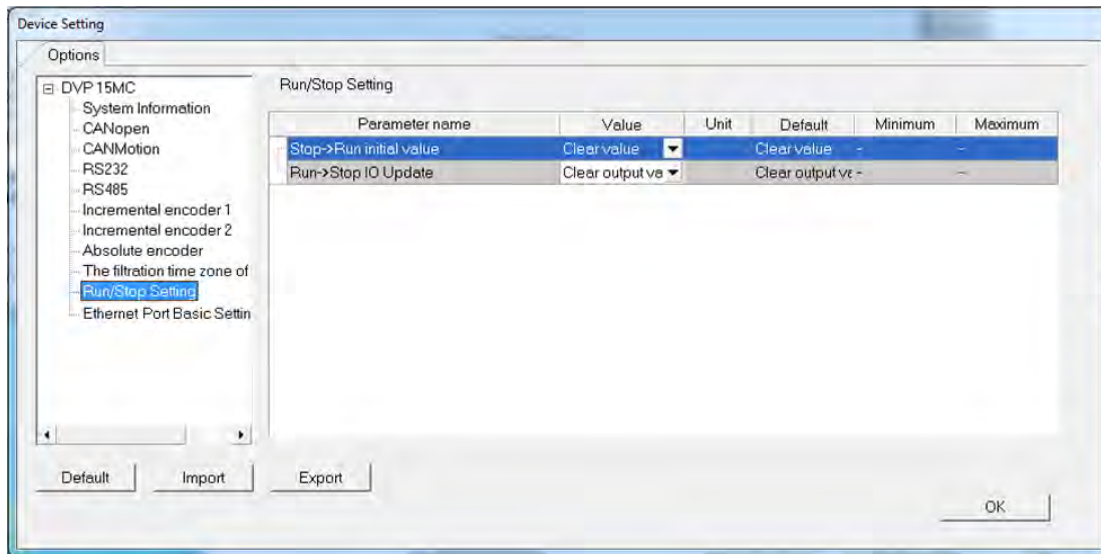 Device Setting
Options
DVP 15MC
System Information
CANopen
CANMotion
RS232
RS485
Incremental encoder 1
Incremental encoder 2
Absolute encoder
The filtration time zone of
Run/Stop Setting
Ethernet Port Basic Settin
Run/Stop Setting
Parameter name Value Unit Default Minimum Maximum
Stop->Run initial value Clear value Clear value - -
Run->Stop IO Update Clear output va Clear output va - -
Default Import Export
OK